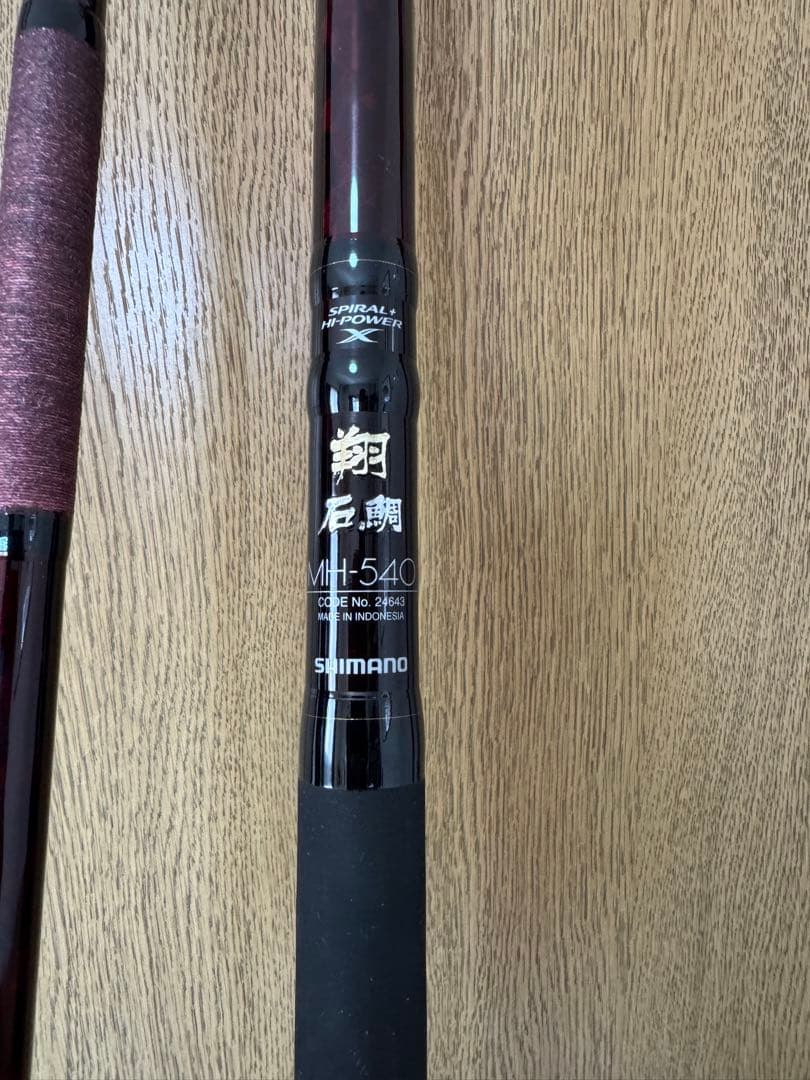 SPIRAL+
HI-POWER
X
翔
石鯛
MH-540
CODE No. 24643
MADE IN INDONESIA
SHIMANO